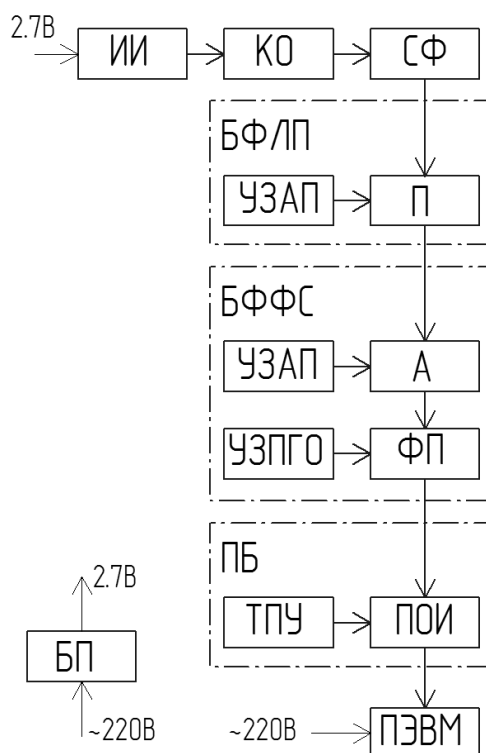 2.7В
ИИ
КО
СФ
БФЛП
УЗАП
П
БФФС
УЗАП
А
УЗПГО
ФП
ПБ
2.7В
ТПУ
ПОИ
БП
~220В
~220В
ПЭВМ